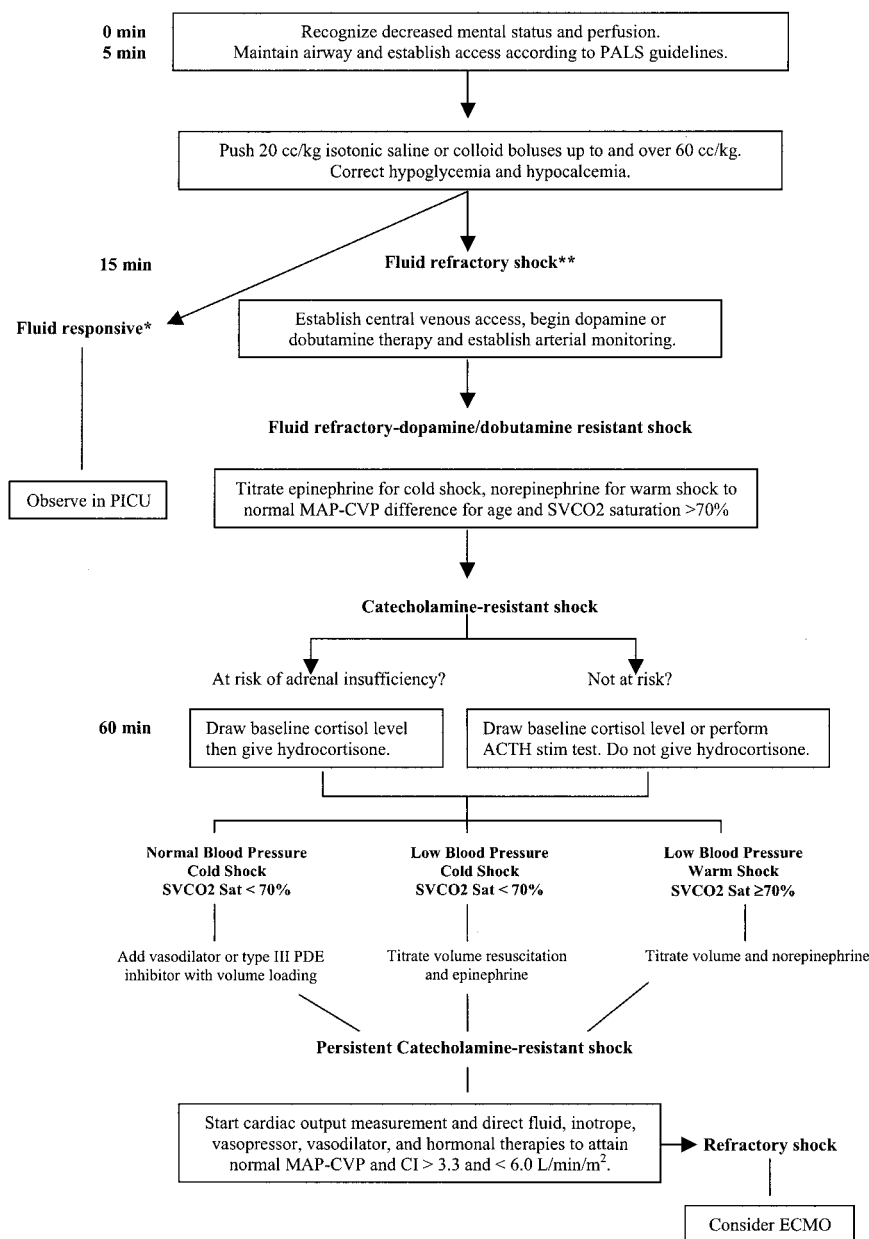 0 min
5 min
Recognize decreased mental status and perfusion.
Maintain airway and establish access according to PALS guidelines.
Push 20 cc/kg isotonic saline or colloid boluses up to and over 60 cc/kg.
Correct hypoglycemia and hypocalcemia.
15 min
Fluid refractory shock**
Fluid responsive*
Establish central venous access, begin dopamine or
dobutamine therapy and establish arterial monitoring.
Fluid refractory-dopamine/dobutamine resistant shock
Observe in PICU
Titrate epinephrine for cold shock, norepinephrine for warm shock to
normal MAP-CVP difference for age and SVCO2 saturation >70%
Catecholamine-resistant shock
At risk of adrenal insufficiency?
Not at risk?
60 min
Draw baseline cortisol level
then give hydrocortisone.
Draw baseline cortisol level or perform
ACTH stim test. Do not give hydrocortisone.
Normal Blood Pressure
Cold Shock
SVCO2 Sat < 70%
Low Blood Pressure
Cold Shock
SVCO2 Sat < 70%
Low Blood Pressure
Warm Shock
SVCO2 Sat ≥70%
Add vasodilator or type III PDE
inhibitor with volume loading
Titrate volume resuscitation
and epinephrine
Titrate volume and norepinephrine
Persistent Catecholamine-resistant shock
Start cardiac output measurement and direct fluid, inotrope,
vasopressor, vasodilator, and hormonal therapies to attain
normal MAP-CVP and CI > 3.3 and < 6.0 L/min/m².
Refractory shock
Consider ECMO